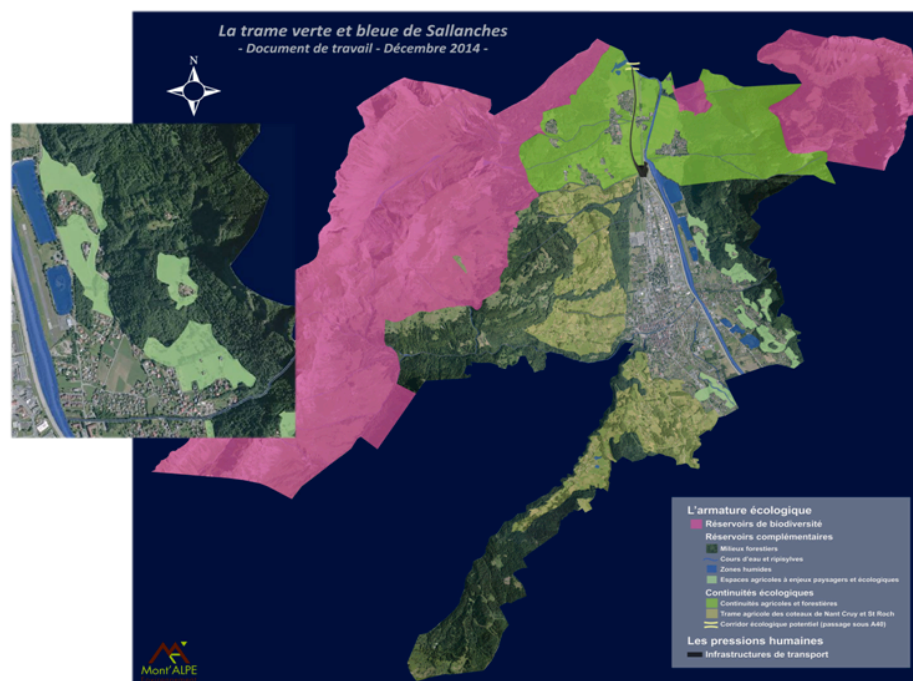 La trame verte et bleue de Sallanches
- Document de travail - Décembre 2014 -
N
L'armature écologique
Réservoirs de biodiversité
Réservoirs complémentaires
Milieux forestiers
Cours d'eau et ripisylves
Zones humides
Espaces agricoles à enjeux paysagers et écologiques
Continuités écologiques
Continuités agricoles et forestières
Trame agricole des coteaux de Nant Cruy et St Roch
Corridor écologique potentiel (passage sous A40)
Les pressions humaines
Infrastructures de transport
Mont'ALPE